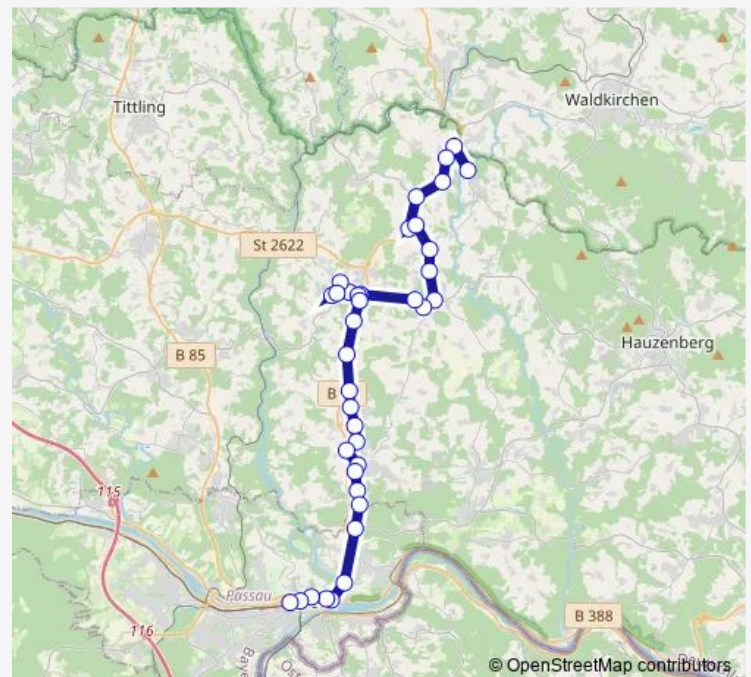 Tittling
Waldkirchen
St 2622
B 85
Hauzenberg
B
115
Passau
116
B 388
© OpenStreetMap contributors